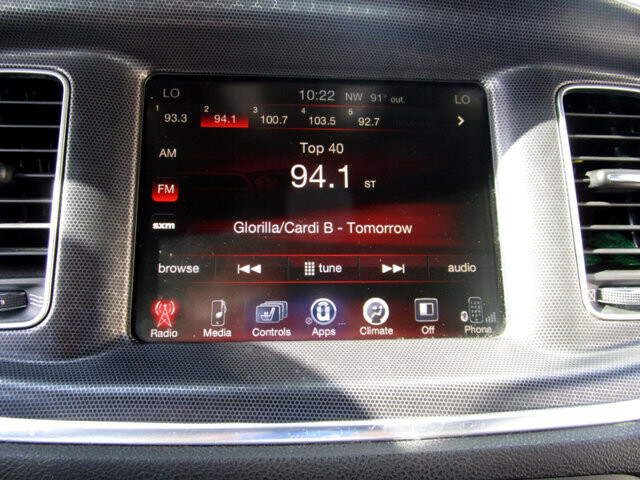 LO 10:22 NW 91° out. LO
1 93.3 2 94.1 3 100.7 4 103.5 5 92.7
AM Top 40
FM 94.1 ST
sxm Glorilla/Cardi B - Tomorrow
browse tune audio
Radio Media Controls Apps Climate Off Phone